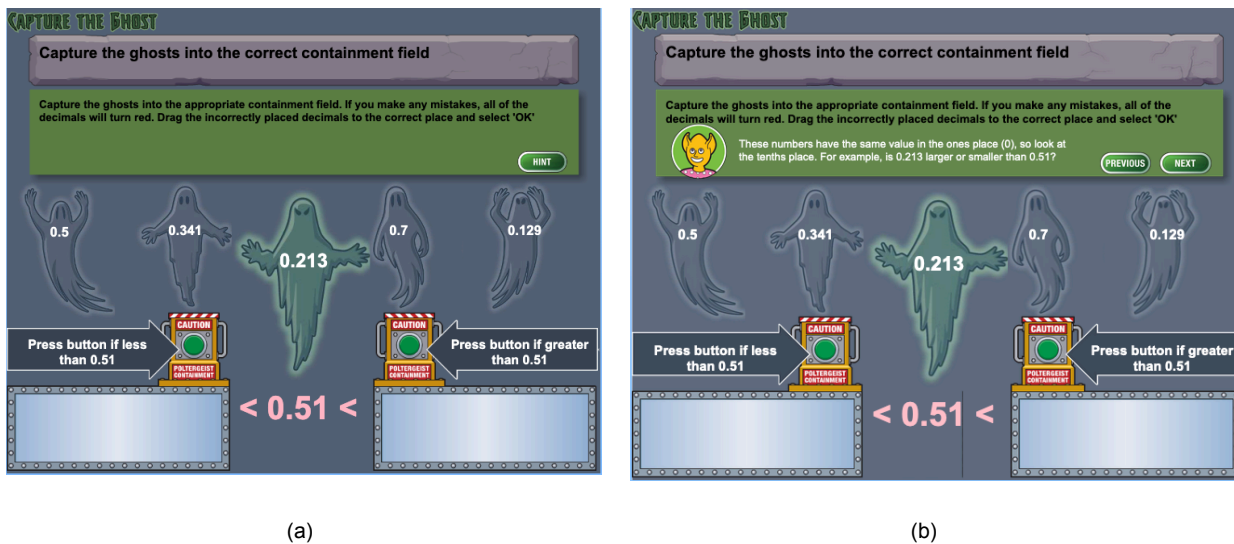 CAPTURE THE GHOST
Capture the ghosts into the correct containment field
Capture the ghosts into the appropriate containment field. If you make any mistakes, all of the
decimals will turn red. Drag the incorrectly placed decimals to the correct place and select 'OK'
HINT
0.5
0.341
0.213
0.7
0.129
CAUTION
CAUTION
Press button if less
than 0.51
Press button if greater
than 0.51
POLTERGEIST
CONTAINMENT
POLTERGEIST
CONTAINMENT
< 0.51 <
(a)
CAPTURE THE GHOST
Capture the ghosts into the correct containment field
Capture the ghosts into the appropriate containment field. If you make any mistakes, all of the
decimals will turn red. Drag the incorrectly placed decimals to the correct place and select 'OK'
These numbers have the same value in the ones place (0), so look at
the tenths place. For example, is 0.213 larger or smaller than 0.51?
PREVIOUS
NEXT
0.5
0.341
0.213
0.7
0.129
CAUTION
CAUTION
Press button if less
than 0.51
Press button if greater
than 0.51
POLTERGEIST
CONTAINMENT
POLTERGEIST
CONTAINMENT
< 0.51 <
(b)